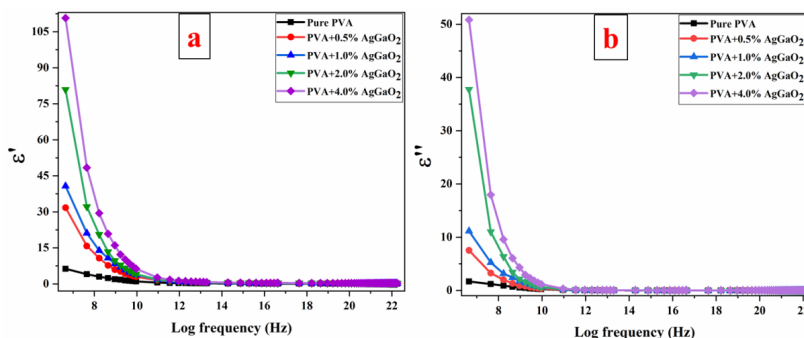 a
Pure PVA
PVA+0.5% AgGaO₂
PVA+1.0% AgGaO₂
PVA+2.0% AgGaO₂
PVA+4.0% AgGaO₂
105
90
75
60
45
30
15
0
ε'
8 10 12 14 16 18 20 22
Log frequency (Hz)
b
Pure PVA
PVA+0.5% AgGaO₂
PVA+1.0% AgGaO₂
PVA+2.0% AgGaO₂
PVA+4.0% AgGaO₂
50
40
30
20
10
0
ε''
8 10 12 14 16 18 20 22
Log frequency (Hz)